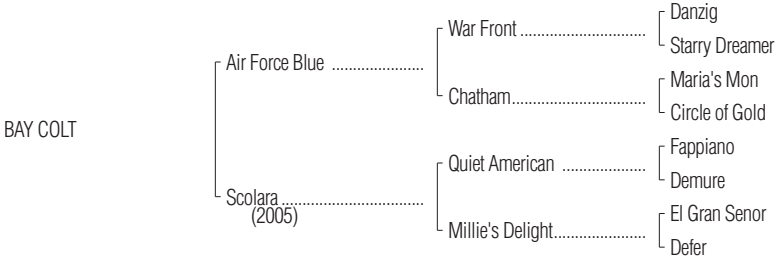 Danzig
War Front ..............................
Starry Dreamer
Air Force Blue ......................
Maria's Mon
Chatham................................
Circle of Gold
BAY COLT
Fappiano
Quiet American ....................
Demure
Scolara..................................
(2005)
El Gran Senor
Millie's Delight......................
Defer